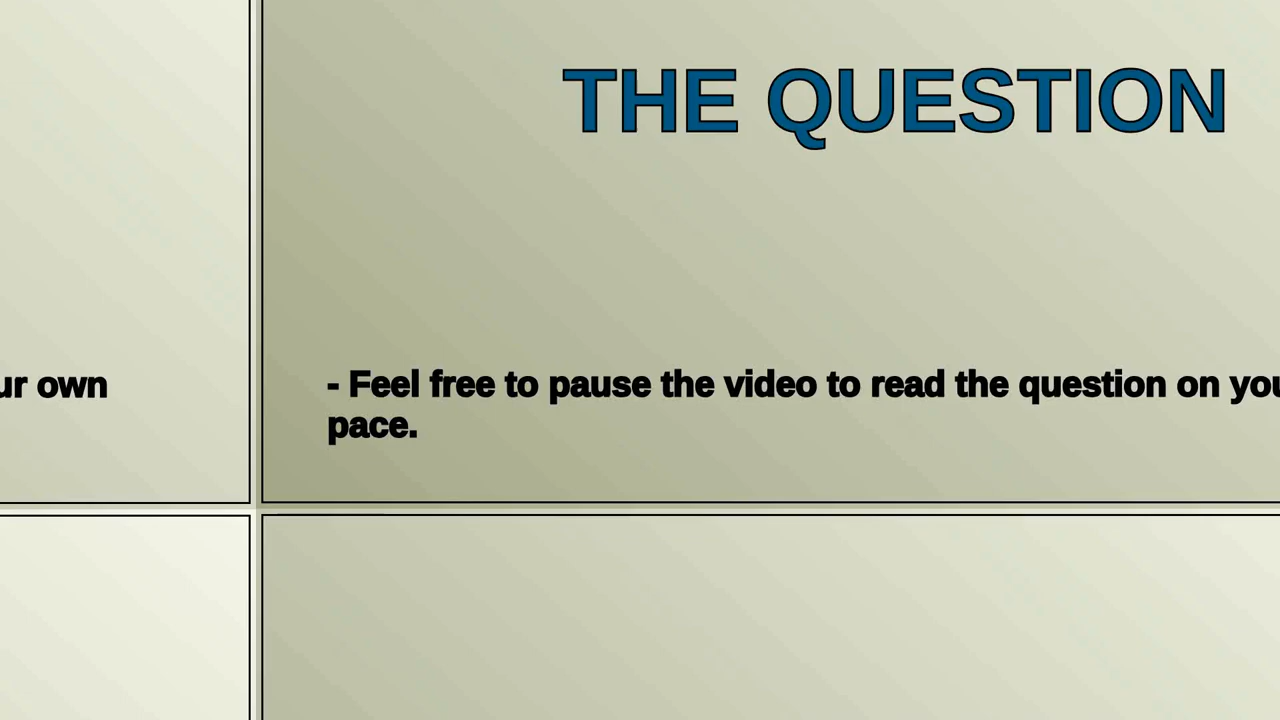 THE QUESTION
ur own
- Feel free to pause the video to read the question on you
pace.